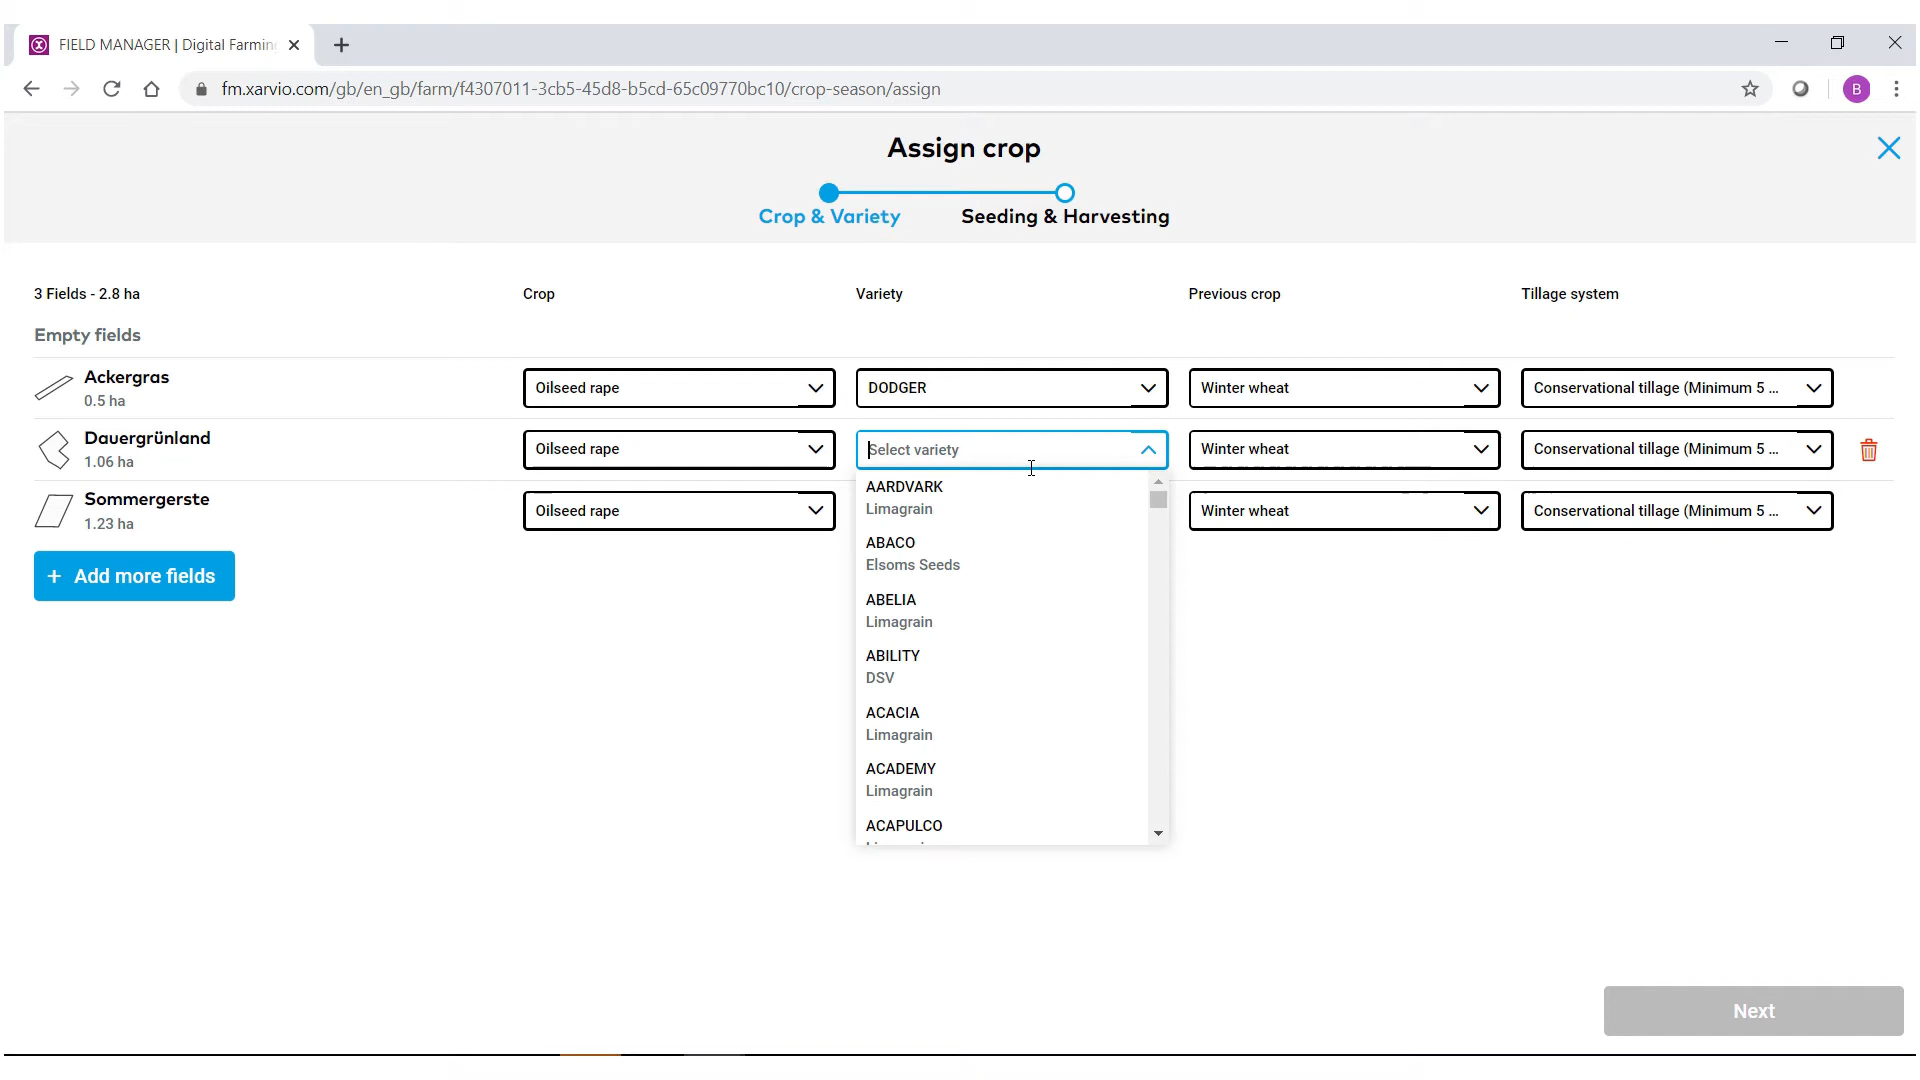 FIELD MANAGER | Digital Farming
fm.xarvio.com/gb/en_gb/farm/f4307011-3cb5-45d8-b5cd-65c09770bc10/crop-season/assign
B
Assign crop
Crop & Variety
Seeding & Harvesting
3 Fields - 2.8 ha
Crop
Variety
Previous crop
Tillage system
Empty fields
Ackergras
0.5 ha
Oilseed rape
DODGER
Winter wheat
Conservational tillage (Minimum 5 ...
Dauergrünland
1.06 ha
Oilseed rape
Select variety
Winter wheat
Conservational tillage (Minimum 5 ...
Sommergerste
1.23 ha
Oilseed rape
Winter wheat
Conservational tillage (Minimum 5 ...
AARDVARK
Limagrain
ABACO
Elsoms Seeds
ABELIA
Limagrain
ABILITY
DSV
ACACIA
Limagrain
ACADEMY
Limagrain
ACAPULCO
+ Add more fields
Next